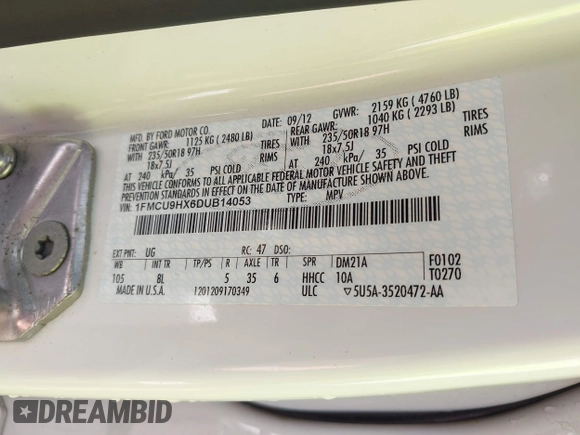 MFD. BY FORD MOTOR CO.
09/12 GVWR: 2159 KG ( 4760 LB)
FRONT GAWR: 1125 KG ( 2480 LB)
REAR GAWR: 1040 KG ( 2293 LB)
WITH 235/50R18 97H TIRES
WITH 235/50R18 97H TIRES
18x7.5J RIMS
18x7.5J RIMS
AT 240 kPa/ 35 PSI COLD
AT 240 kPa/ 35 PSI COLD
THIS VEHICLE CONFORMS TO ALL APPLICABLE FEDERAL MOTOR VEHICLE SAFETY AND THEFT
PREVENTION STANDARDS IN EFFECT ON THE DATE OF MANUFACTURE SHOWN ABOVE.
VIN: 1FMCU9HX6DUB14053 TYPE: MPV
EXT PNT: UG RC: 47 DSO:
WB INT TR TP/PS R AXLE TR SPR DM21A F0102
105 8L 5 35 6 HHCC 10A T0270
MADE IN U.S.A. 1201209170349 ULC ▽5U5A-3520472-AA
DREAMBID